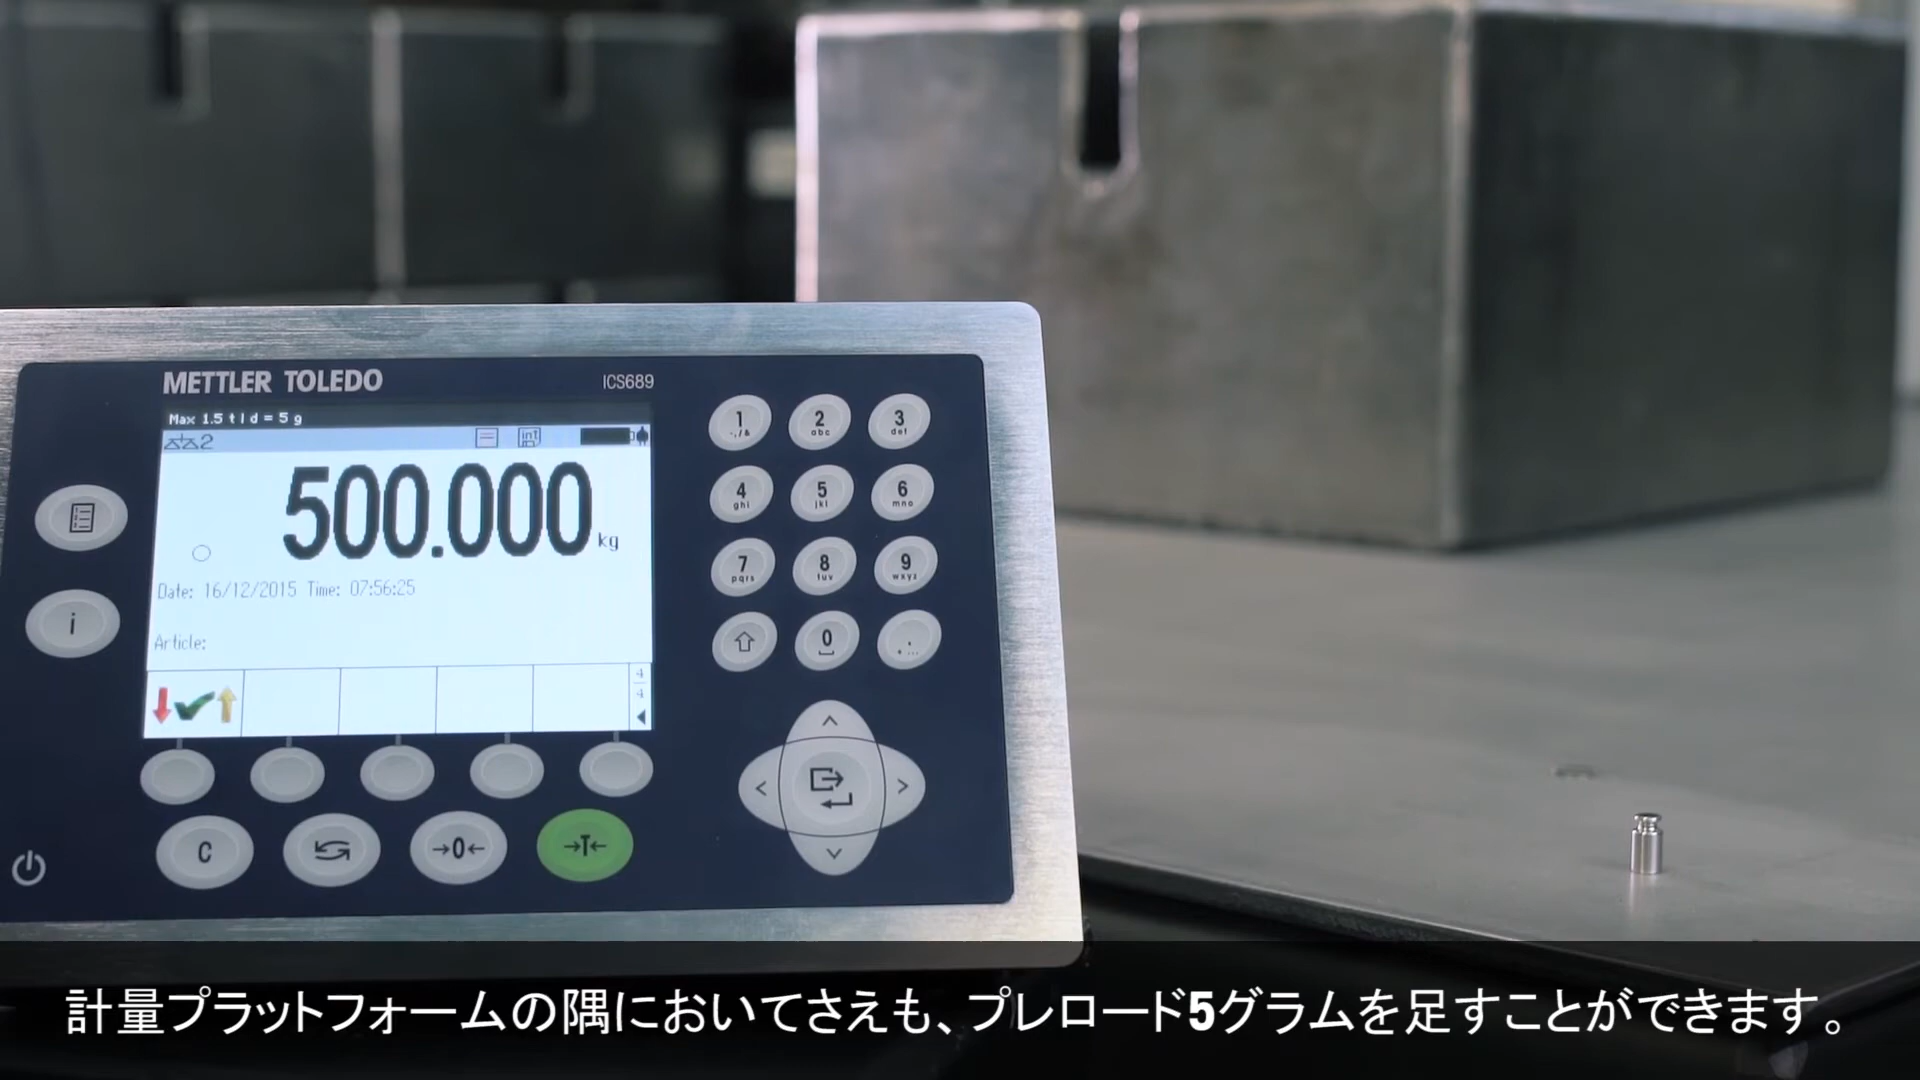 METTLER TOLEDO
ICS689
Max 1.5 t | d = 5 g
2
int
500.000 kg
Date: 16/12/2015 Time: 07:56:25
Article:
4
4
1 -,/&
2 abc
3 def
4 ghi
5 jkl
6 mno
7 pqrs
8 tuv
9 wxyz
0
. ,...
i
C
→0←
→T←
計量プラットフォームの隅においてさえも、プレロード5グラムを足すことができます。